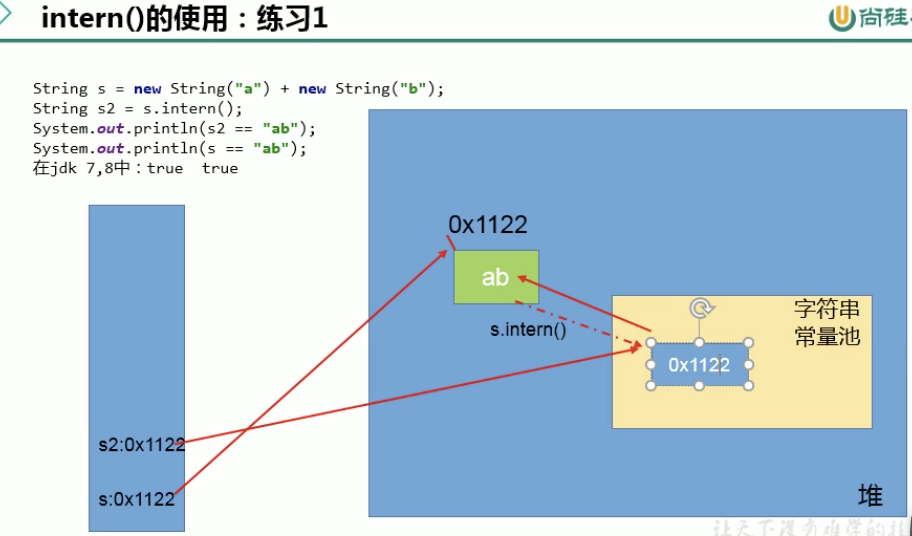 intern()的使用：练习1
尚硅
String s = new String("a") + new String("b");
String s2 = s.intern();
System.out.println(s2 == "ab");
System.out.println(s == "ab");
在jdk 7,8中：true  true
0x1122
ab
s.intern()
字符串
常量池
0x1122
s2:0x1122
s:0x1122
堆
让天下没有难学的技